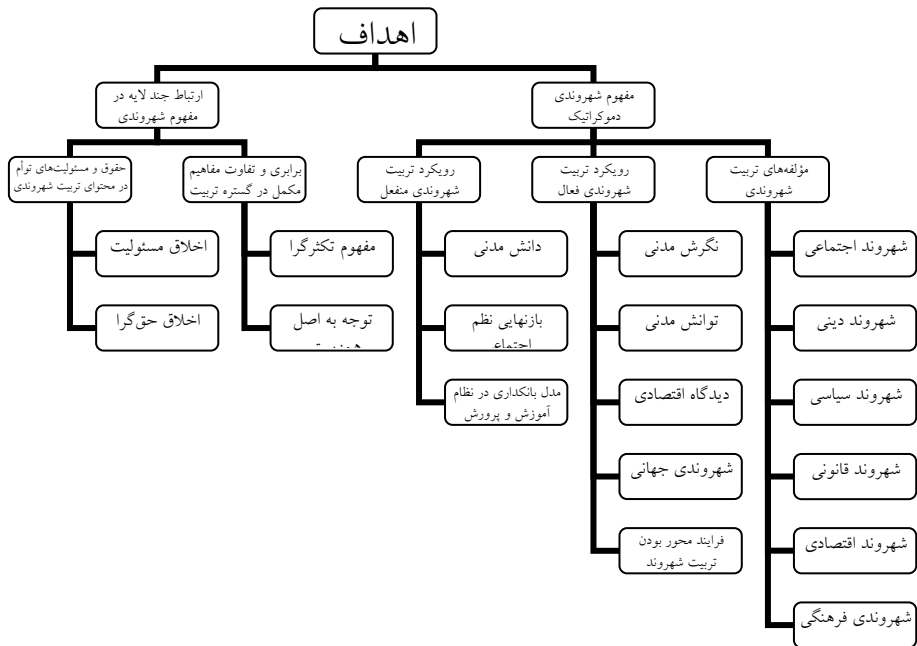 اهداف
مفهوم شهروندی
دموکراتیک
ارتباط جند لایه در
مفهوم شهروندی
مؤلفه‌های تربیت
شهروندی
رویکرد تربیت
شهروندی فعال
رویکرد تربیت
شهروندی منفعل
برابری و تفاوت مفاهیم
مکمل در گستره تربیت
حقوق و مسئولیت‌های توأم
در محتوای تربیت شهروندی
شهروند اجتماعی
شهروند دینی
شهروند سیاسی
شهروند قانونی
شهروند اقتصادی
شهروندی فرهنگی
نگرش مدنی
توانش مدنی
دیدگاه اقتصادی
شهروندی جهانی
فرایند محور بودن
تربیت شهروند
دانش مدنی
بازنهایی نظم
اجتماعی
مدل بانکداری در نظام
آموزش و پرورش
مفهوم تکثرگرا
توجه به اصل
اخلاق مسئولیت
اخلاق حق‌گرا